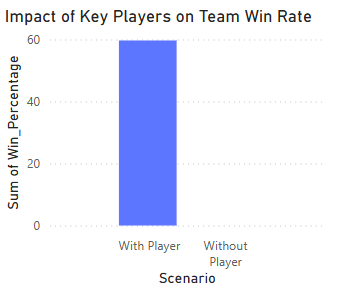 Impact of Key Players on Team Win Rate
Sum of Win_Percentage
60
40
20
0
With Player
Without
Player
Scenario